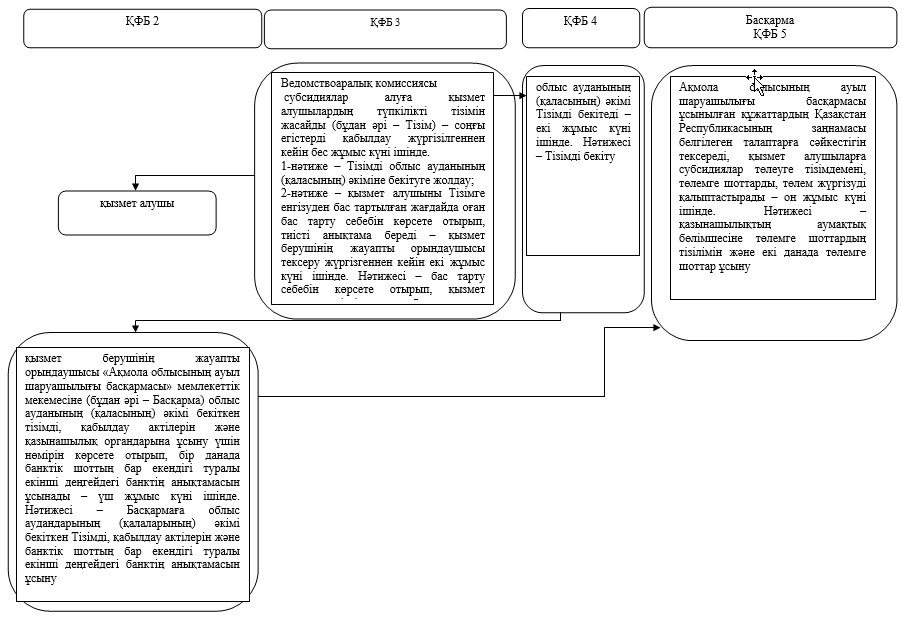 ҚФБ 2
ҚФБ 3
ҚФБ 4
Басқарма
ҚФБ 5
Ведомствоаралық комиссиясы
субсидиялар алуға қызмет
алушылардың түпкілікті тізімін
жасайды (бұдан әрі – Тізім) – соңғы
егістерді қабылдау жүргізілгеннен
кейін бес жұмыс күні ішінде.
1-нәтиже – Тізімді облыс ауданының
(қаласының) әкіміне бекітуге жолдау;
2-нәтиже – қызмет алушыны Тізімге
енгізуден бас тартылған жағдайда оған
бас тарту себебін көрсете отырып,
тиісті анықтама береді – қызмет
берушінің жауапты орындаушысы
тексеру жүргізгеннен кейін екі жұмыс
күні ішінде. Нәтижесі – бас тарту
себебін көрсете отырып, қызмет
облыс ауданының
(қаласының) әкімі
Тізімді бекітеді –
екі жұмыс күні
ішінде. Нәтижесі
– Тізімді бекіту
Ақмола ауыл
шаруашылығы басқармасы
ұсынылған құжаттардың Қазақстан
Республикасының заңнамасы
белгілеген талаптарға сәйкестігін
тексереді, қызмет алушыларға
субсидиялар төлеуге тізімдемені,
төлемге шоттарды, төлем жүргізуді
қалыптастырады – он жұмыс күні
ішінде. Нәтижесі –
қазынашылықтың аумақтық
бөлімшесіне төлемге шоттардың
тізілімін және екі данада төлемге
шоттар ұсыну
қызмет алушы
қызмет берушінің жауапты
орындаушысы «Ақмола облысының ауыл
шаруашылығы басқармасы» мемлекеттік
мекемесіне (бұдан әрі – Басқарма) облыс
ауданының (қаласының) әкімі бекіткен
тізімді, қабылдау актілерін және
қазынашылық органдарына ұсыну үшін
нөмірін көрсете отырып, бір данада
банктік шоттың бар екендігі туралы
екінші деңгейдегі банктің анықтамасын
ұсынады – үш жұмыс күні ішінде.
Нәтижесі – Басқармаға облыс
аудандарының (қалаларының) әкімі
бекіткен Тізімді, қабылдау актілерін және
банктік шоттың бар екендігі туралы
екінші деңгейдегі банктің анықтамасын
ұсыну